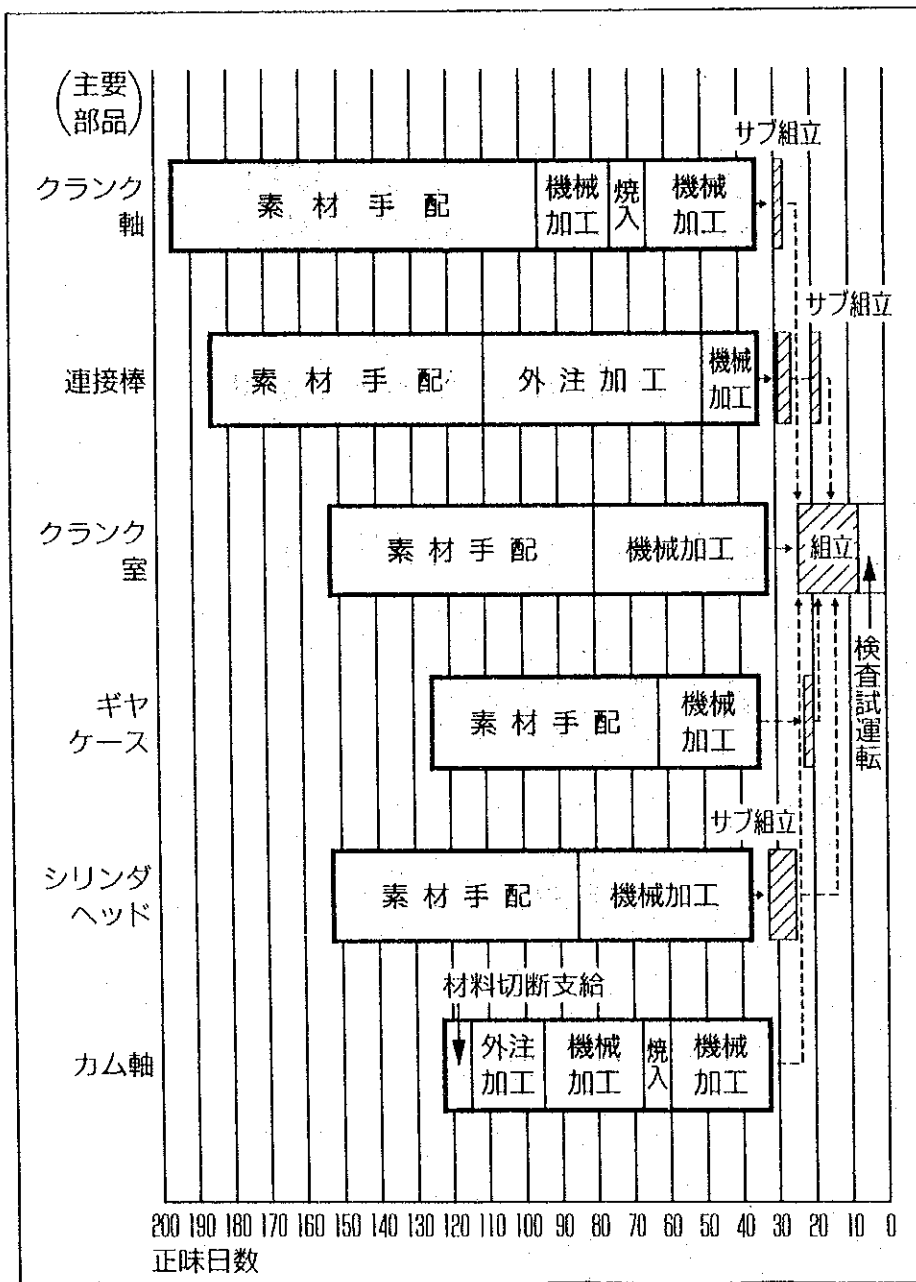 (主要
部品)
サブ組立
クランク
軸
素材手配
機械
加工
焼
入
機械
加工
サブ組立
連接棒
素材手配
外注加工
機械
加工
クランク
室
素材手配
機械加工
組立
検査試運転
ギヤ
ケース
素材手配
機械
加工
サブ組立
シリンダ
ヘッド
素材手配
機械加工
材料切断支給
カム軸
外注
加工
機械
加工
焼
入
機械
加工
200 190 180 170 160 150 140 130 120 110 100 90 80 70 60 50 40 30 20 10 0
正味日数